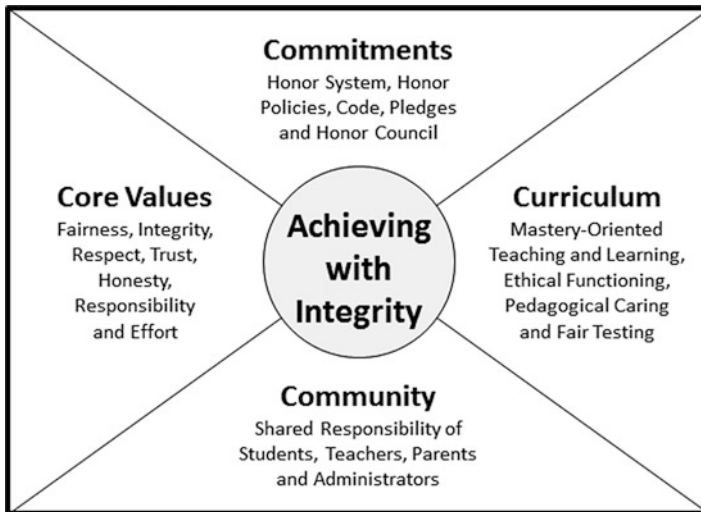 Commitments
Honor System, Honor
Policies, Code, Pledges
and Honor Council
Core Values
Fairness, Integrity,
Respect, Trust,
Honesty,
Responsibility
and Effort
Achieving
with
Integrity
Curriculum
Mastery-Oriented
Teaching and Learning,
Ethical Functioning,
Pedagogical Caring
and Fair Testing
Community
Shared Responsibility of
Students, Teachers, Parents
and Administrators